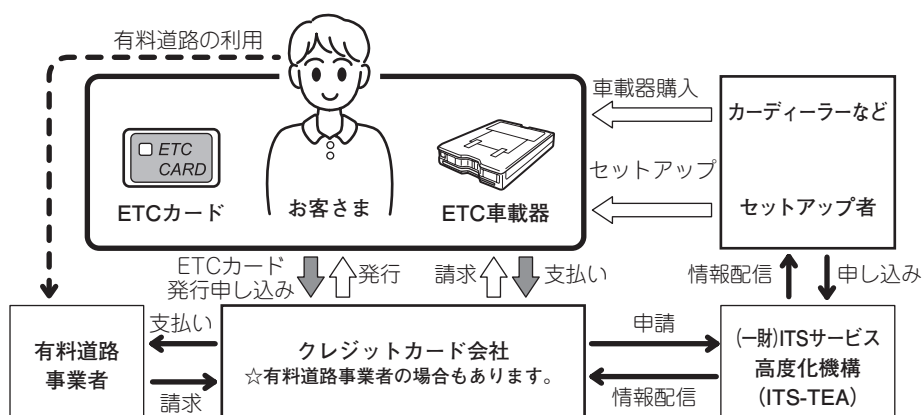 有料道路の利用
ETC
CARD
ETCカード
お客さま
ETC車載器
車載器購入
セットアップ
カーディーラーなど
セットアップ者
ETCカード
発行申し込み
発行
請求
支払い
情報配信
申し込み
有料道路
事業者
支払い
請求
クレジットカード会社
☆有料道路事業者の場合もあります。
申請
情報配信
(一財)ITSサービス
高度化機構
(ITS-TEA)